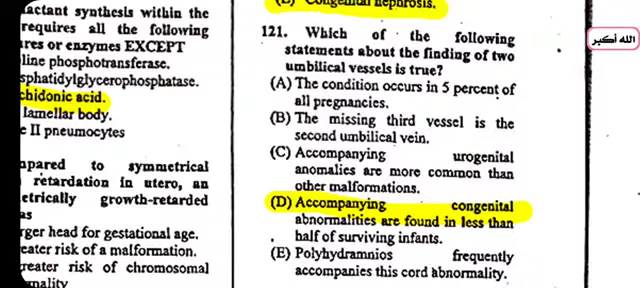 actant synthesis within the
requires all the following
res or enzymes EXCEPT
line phosphotransferase.
sphatidylglycerophosphatase.
chidonic acid.
lamellar body.
e II pneumocytes
pared to symmetrical
retardation in utero, an
etrically growth-retarded
as
rger head for gestational age.
eater risk of a malformation.
reater risk of chromosomal
mality
(E) Congenital nephrosis.
121. Which of the following
statements about the finding of two
umbilical vessels is true?
(A) The condition occurs in 5 percent of
all pregnancies.
(B) The missing third vessel is the
second umbilical vein.
(C) Accompanying urogenital
anomalies are more common than
other malformations.
(D) Accompanying congenital
abnormalities are found in less than
half of surviving infants.
(E) Polyhydramnios frequently
accompanies this cord abnormality.
الله أكبر